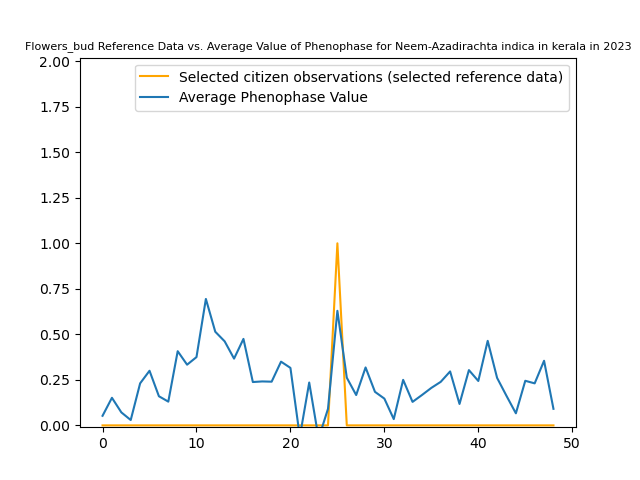 Flowers_bud Reference Data vs. Average Value of Phenophase for Neem-Azadirachta indica in kerala in 2023
Selected citizen observations (selected reference data)
Average Phenophase Value
2.00
1.75
1.50
1.25
1.00
0.75
0.50
0.25
0.00
0 10 20 30 40 50